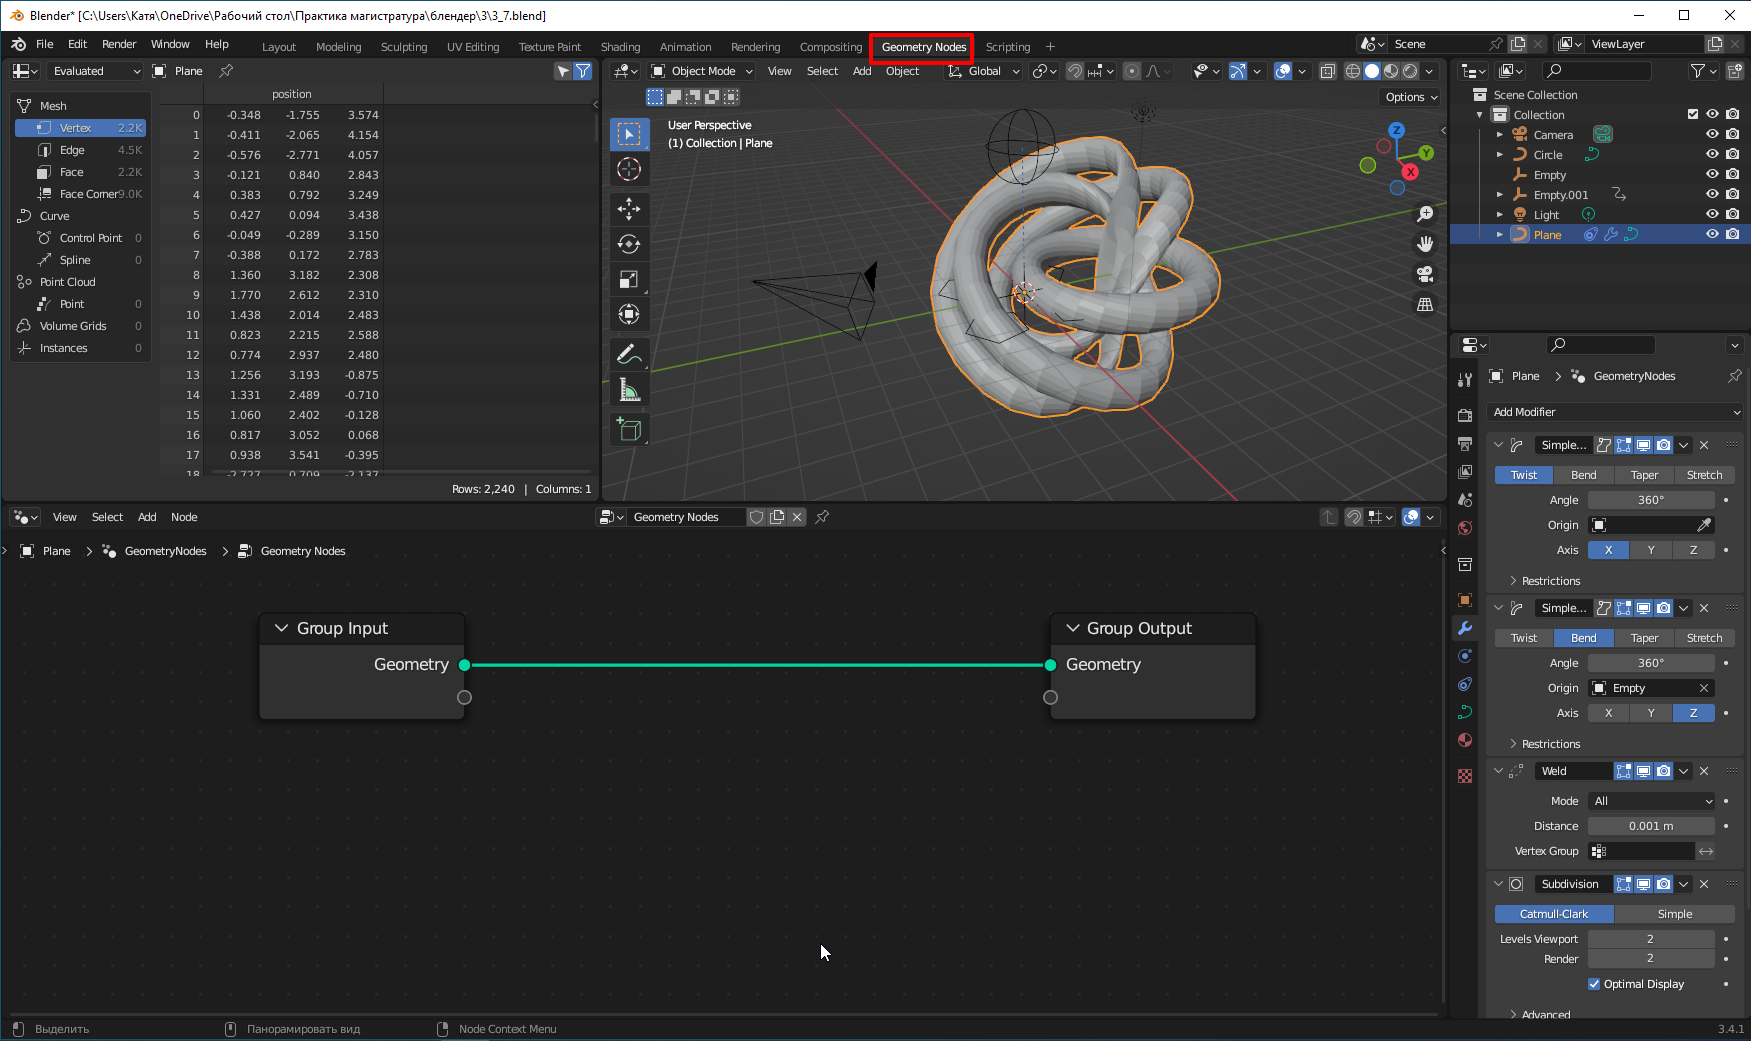 Blender* [C:\Users\Катя\OneDrive\Рабочий стол\Практика магистратура\блендер\3\3_7.blend]
File Edit Render Window Help Layout Modeling Sculpting UV Editing Texture Paint Shading Animation Rendering Compositing Geometry Nodes Scripting + Scene ViewLayer
Evaluated Plane
Object Mode View Select Add Object Global
Options
Mesh
Vertex 2.2K
Edge 4.5K
Face 2.2K
Face Corner 9.0K
Curve
Control Point 0
Spline 0
Point Cloud
Point 0
Volume Grids 0
Instances 0
position
0 -0.348 -1.755 3.574
1 -0.411 -2.065 4.154
2 -0.576 -2.771 4.057
3 -0.121 0.840 2.843
4 0.383 0.792 3.249
5 0.427 0.094 3.438
6 -0.049 -0.289 3.150
7 -0.388 0.172 2.783
8 1.360 3.182 2.308
9 1.770 2.612 2.310
10 1.438 2.014 2.483
11 0.823 2.215 2.588
12 0.774 2.937 2.480
13 1.256 3.193 -0.875
14 1.331 2.489 -0.710
15 1.060 2.402 -0.128
16 0.817 3.052 0.068
17 0.938 3.541 -0.395
18 -2.727 0.709 -2.137
Rows: 2,240 | Columns: 1
User Perspective
(1) Collection | Plane
Z
Y
X
Scene Collection
Collection
Camera
Circle
Empty
Empty.001
Light
Plane
Plane GeometryNodes
Add Modifier
Simple...
Twist Bend Taper Stretch
Angle 360°
Origin
Axis X Y Z
Restrictions
Simple...
Twist Bend Taper Stretch
Angle 360°
Origin Empty
Axis X Y Z
Restrictions
Weld
Mode All
Distance 0.001 m
Vertex Group
Subdivision
Catmull-Clark Simple
Levels Viewport 2
Render 2
Optimal Display
Advanced
View Select Add Node Geometry Nodes
Plane GeometryNodes Geometry Nodes
Group Input
Geometry
Group Output
Geometry
Выделить Панорамировать вид Node Context Menu 3.4.1